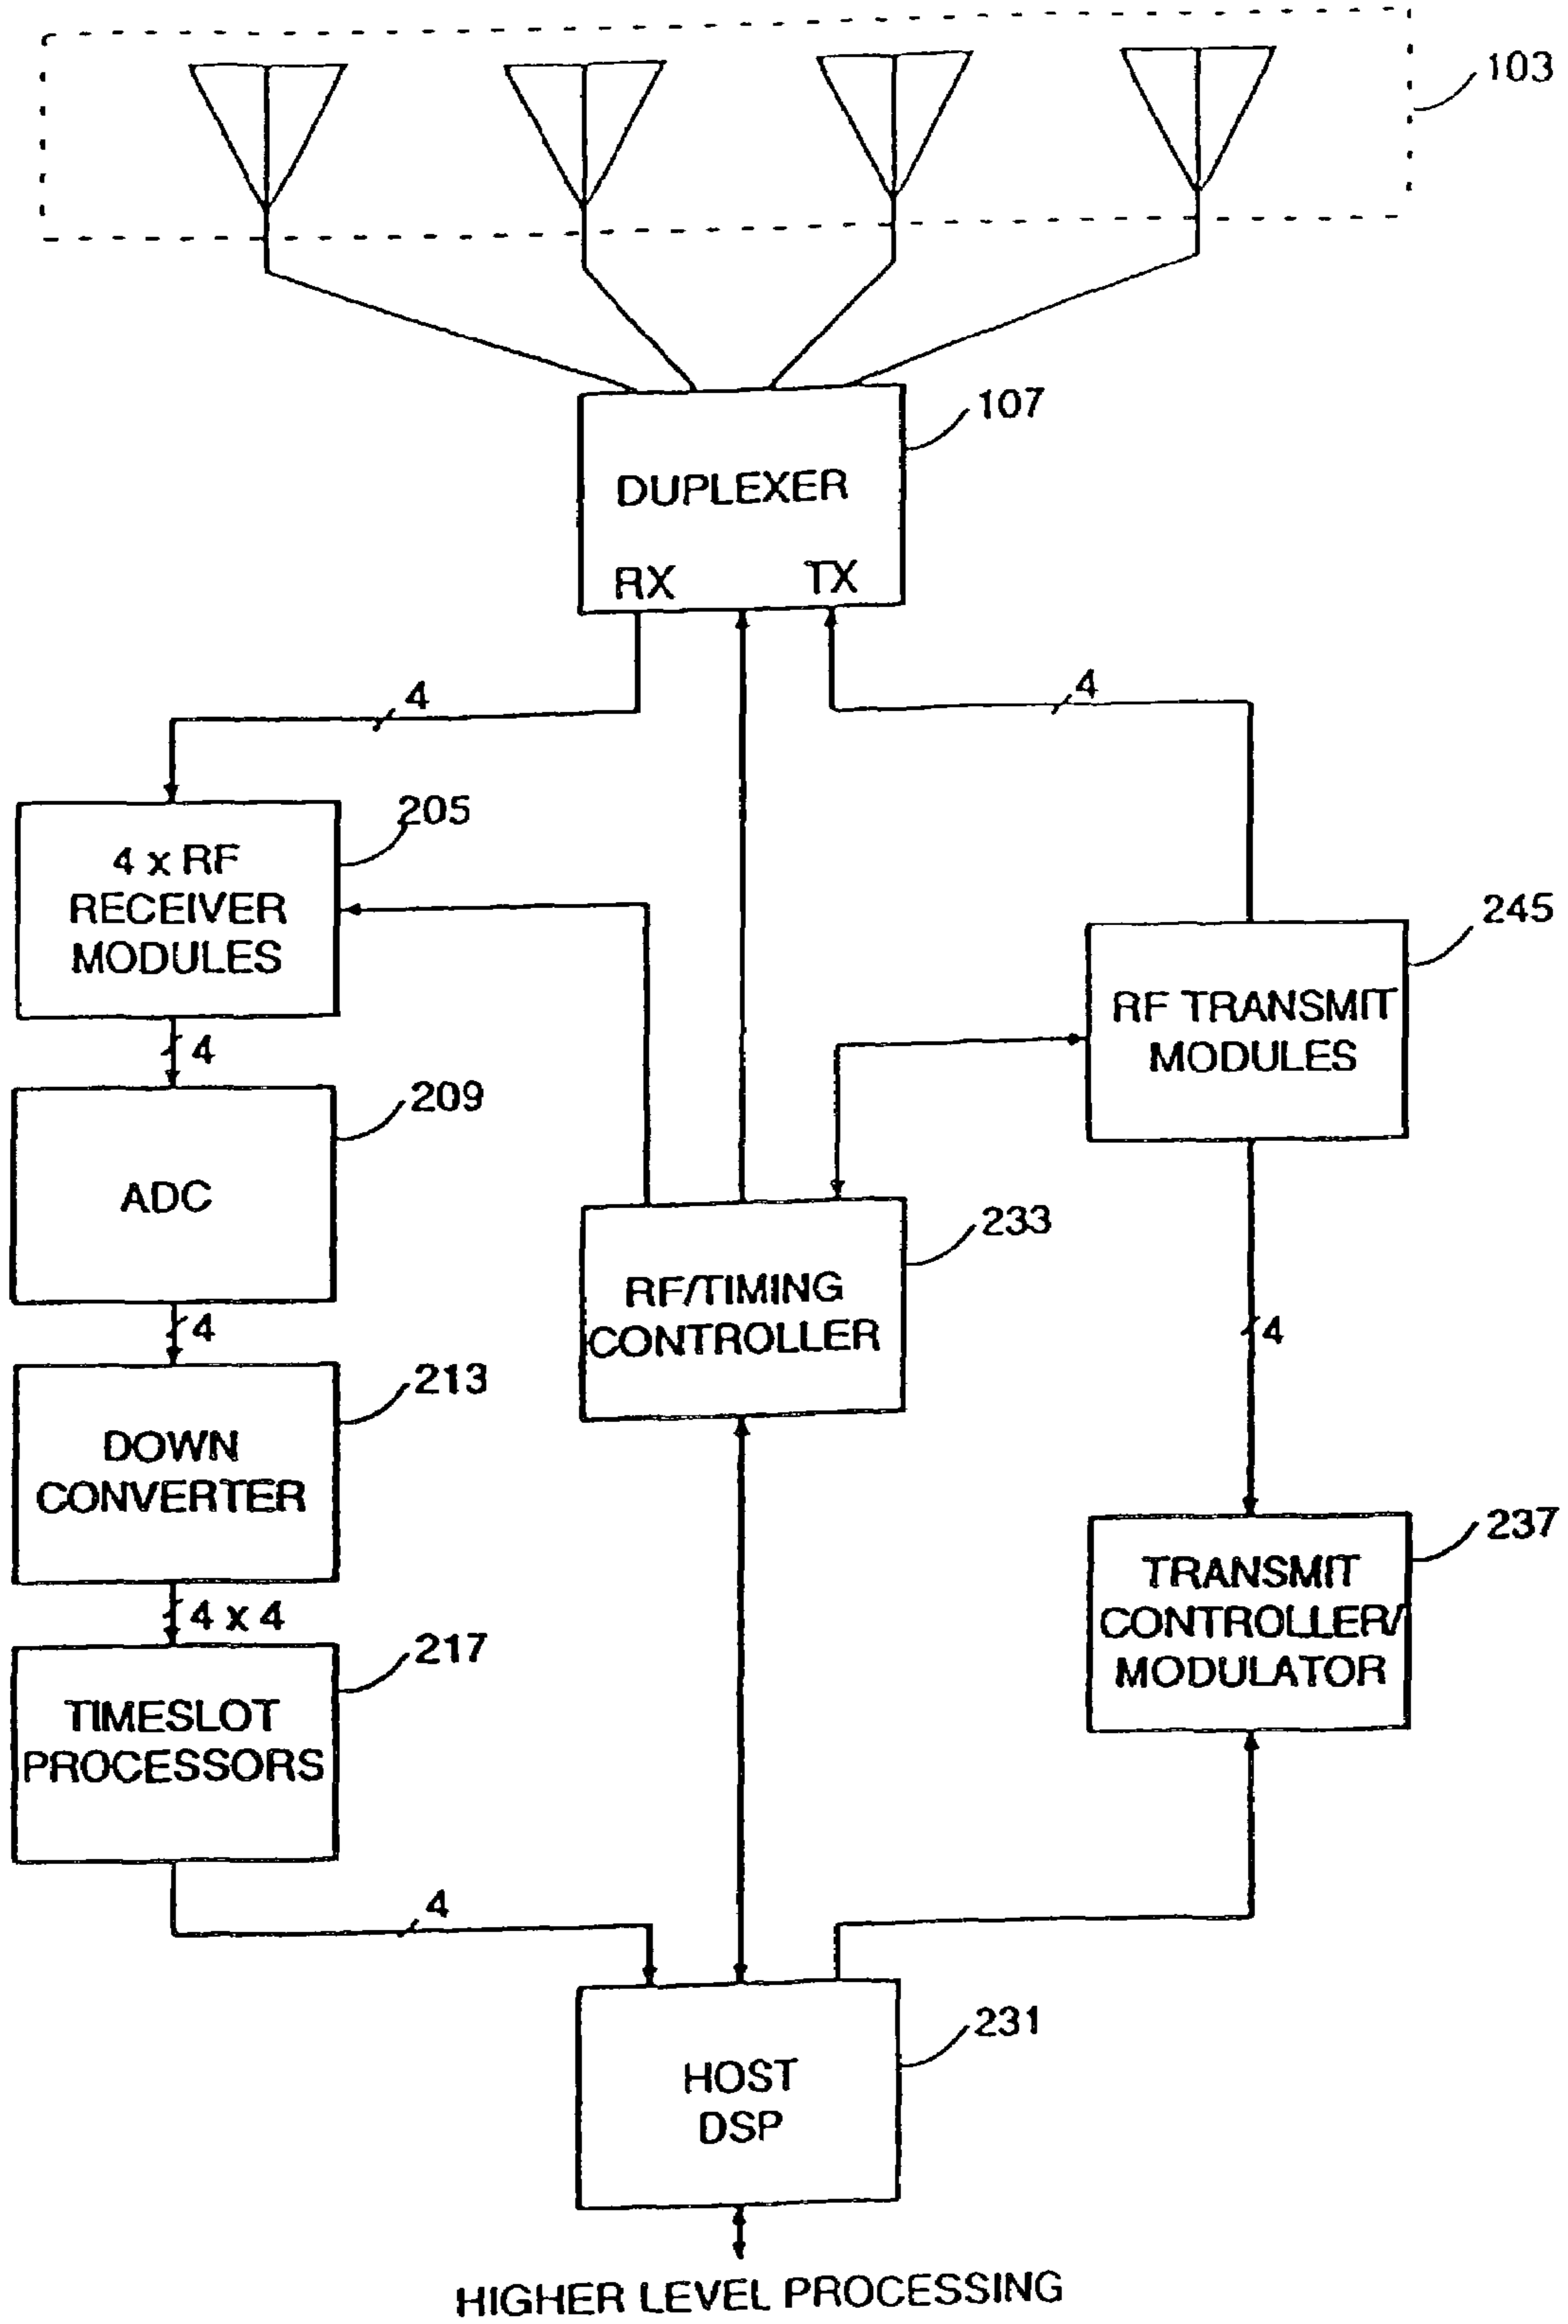 103
107
DUPLEXER
RX TX
4
4
205
4 x RF
RECEIVER
MODULES
245
RF TRANSMIT
MODULES
4
209
ADC
233
RF/TIMING
CONTROLLER
4
4
213
DOWN
CONVERTER
237
TRANSMIT
CONTROLLER/
MODULATOR
4 x 4
217
TIMESLOT
PROCESSORS
4
231
HOST
DSP
HIGHER LEVEL PROCESSING